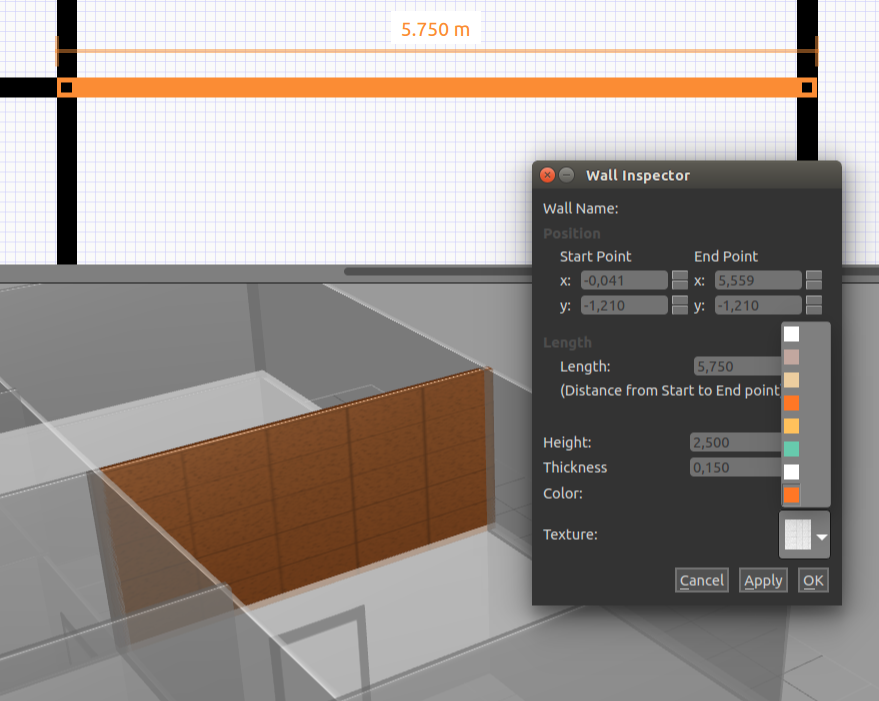 5.750 m
Wall Inspector
Wall Name:
Position
Start Point End Point
x: -0,041 x: 5,559
y: -1,210 y: -1,210
Length
Length: 5,750
(Distance from Start to End point
Height: 2,500
Thickness 0,150
Color:
Texture:
Cancel Apply OK